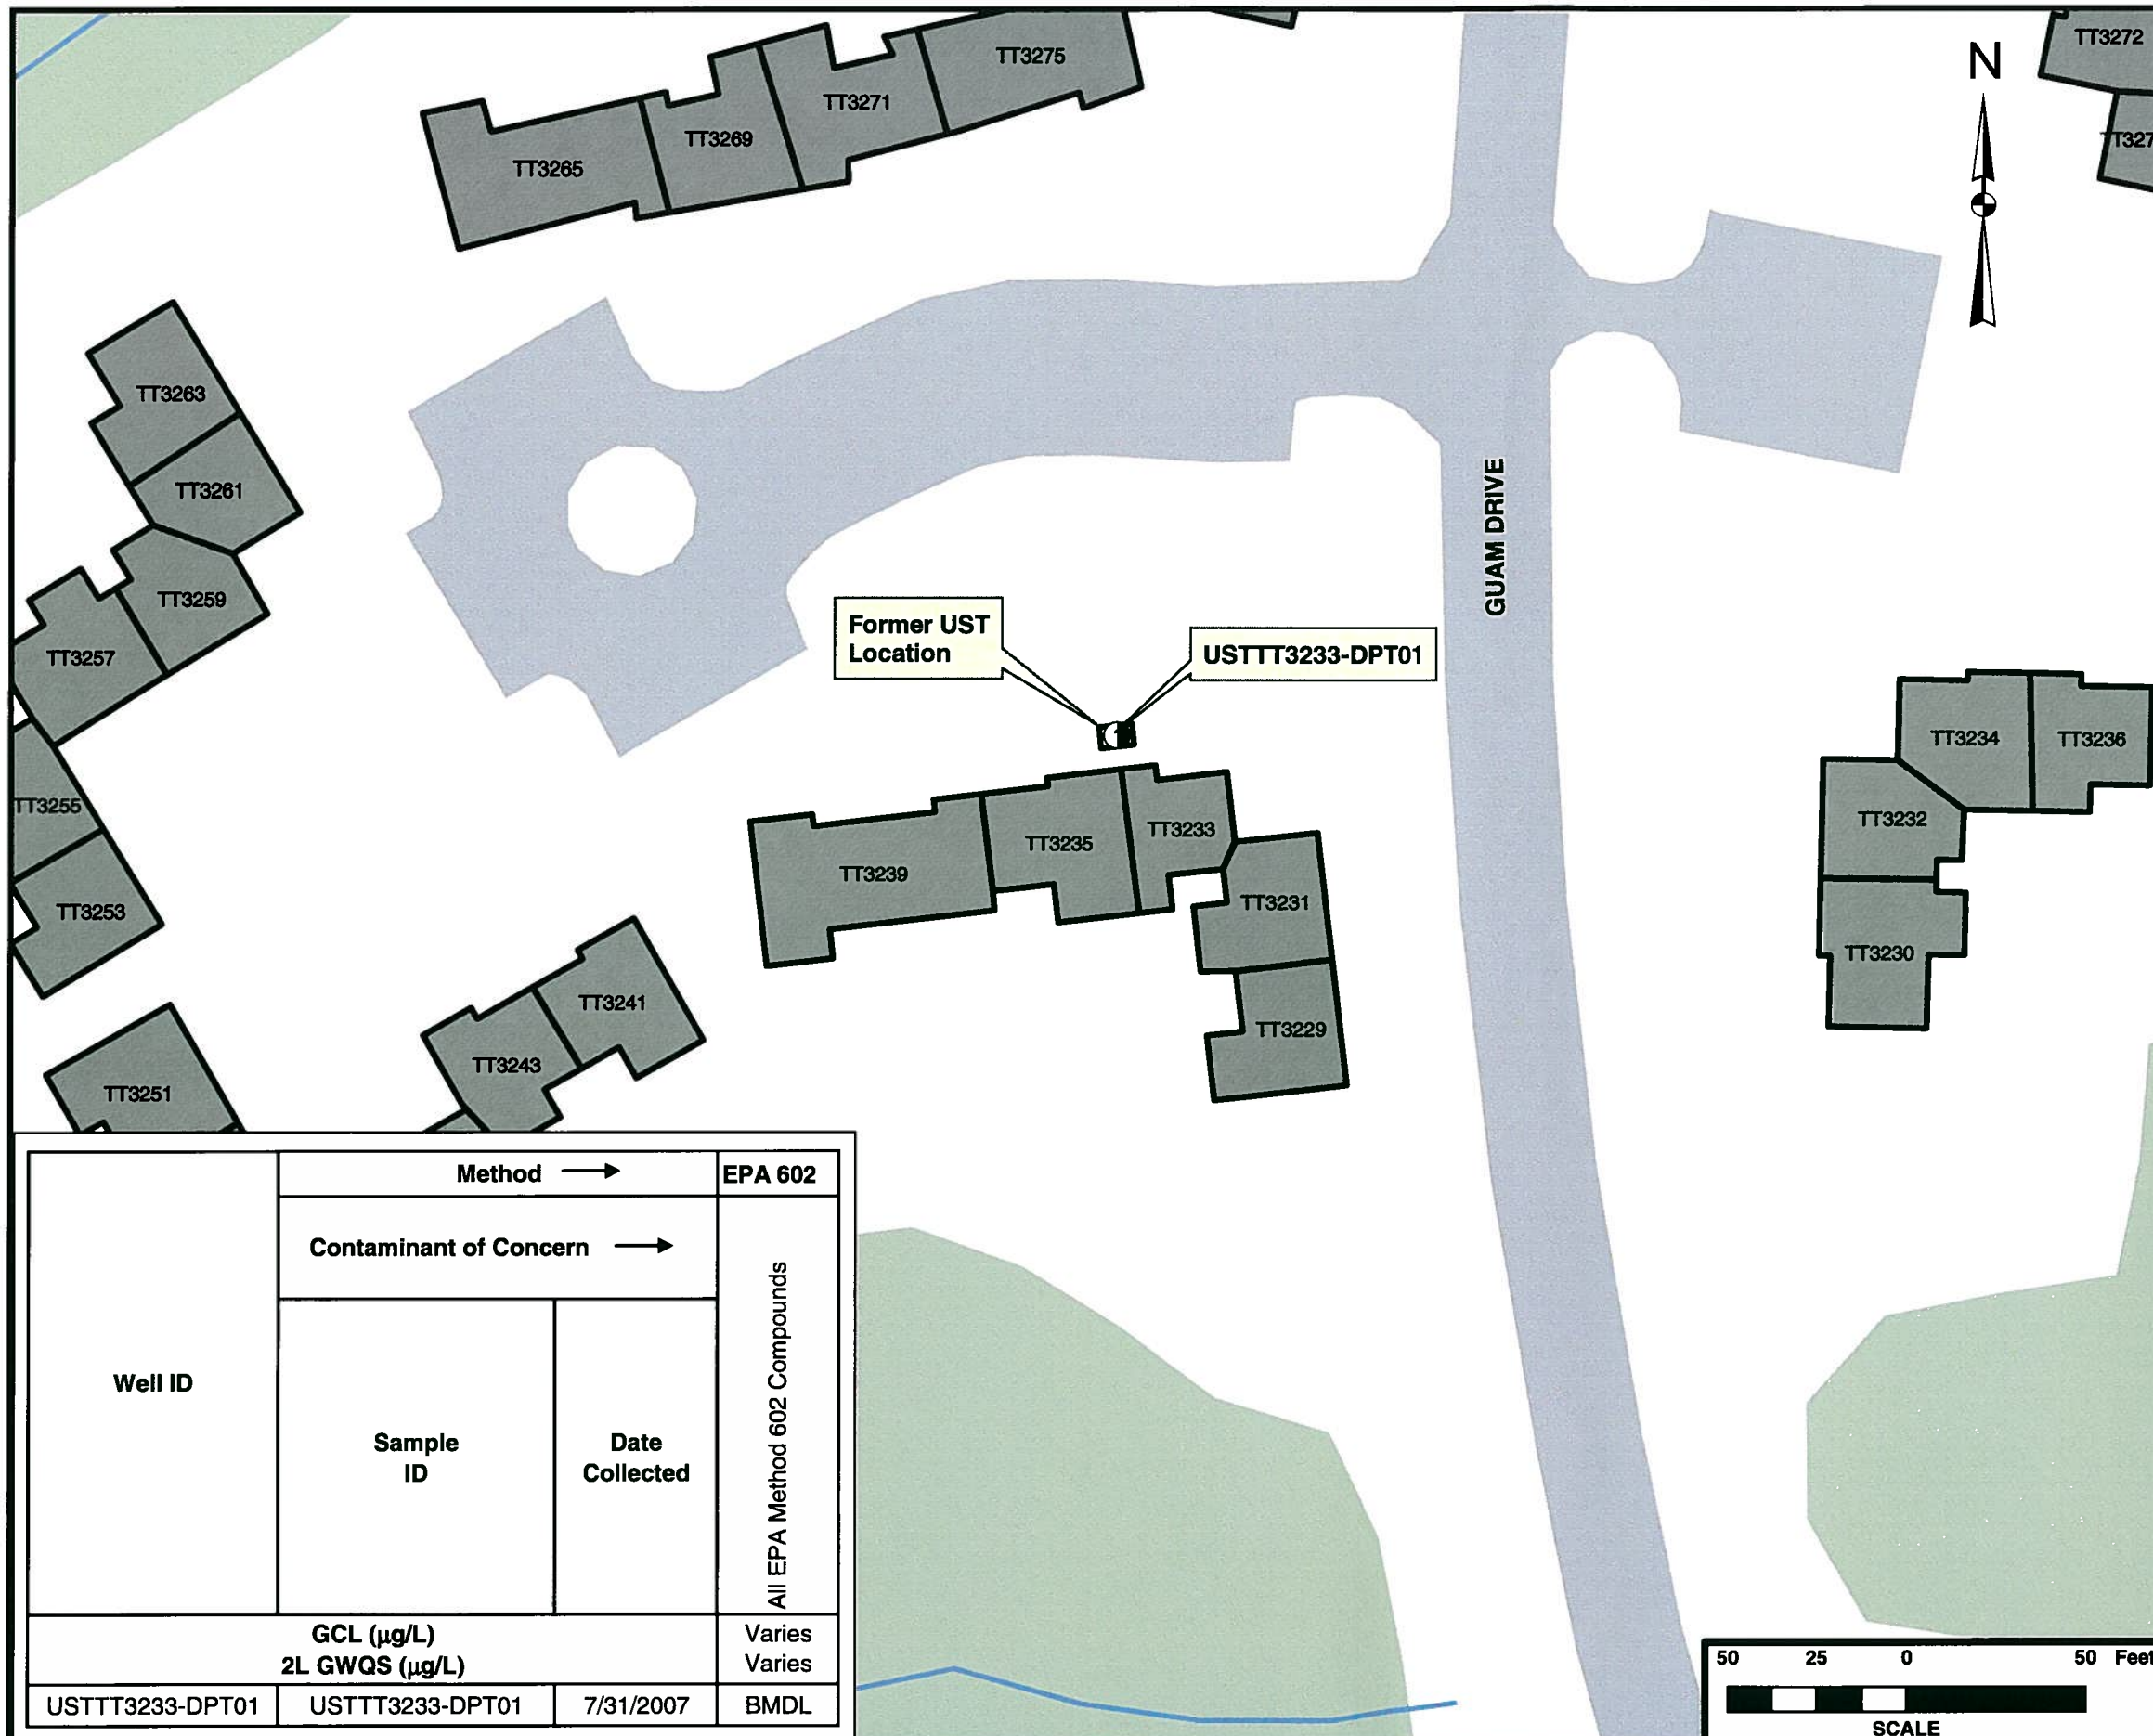 TT3275
TT3272
N
TT3271
TT3269
TT3265
TT3263
TT3261
GUAM DRIVE
TT3259
Former UST
Location
USTTT3233-DPT01
TT3257
TT3234
TT3236
TT3255
TT3232
TT3233
TT3235
TT3239
TT3253
TT3231
TT3230
TT3241
TT3229
TT3243
TT3251
Method
EPA 602
Contaminant of Concern
All EPA Method 602 Compounds
Well ID
Sample
ID
Date
Collected
GCL (µg/L)
Varies
2L GWQS (µg/L)
Varies
USTTT3233-DPT01
USTTT3233-DPT01
7/31/2007
BMDL
50 25 0 50 Feet
SCALE